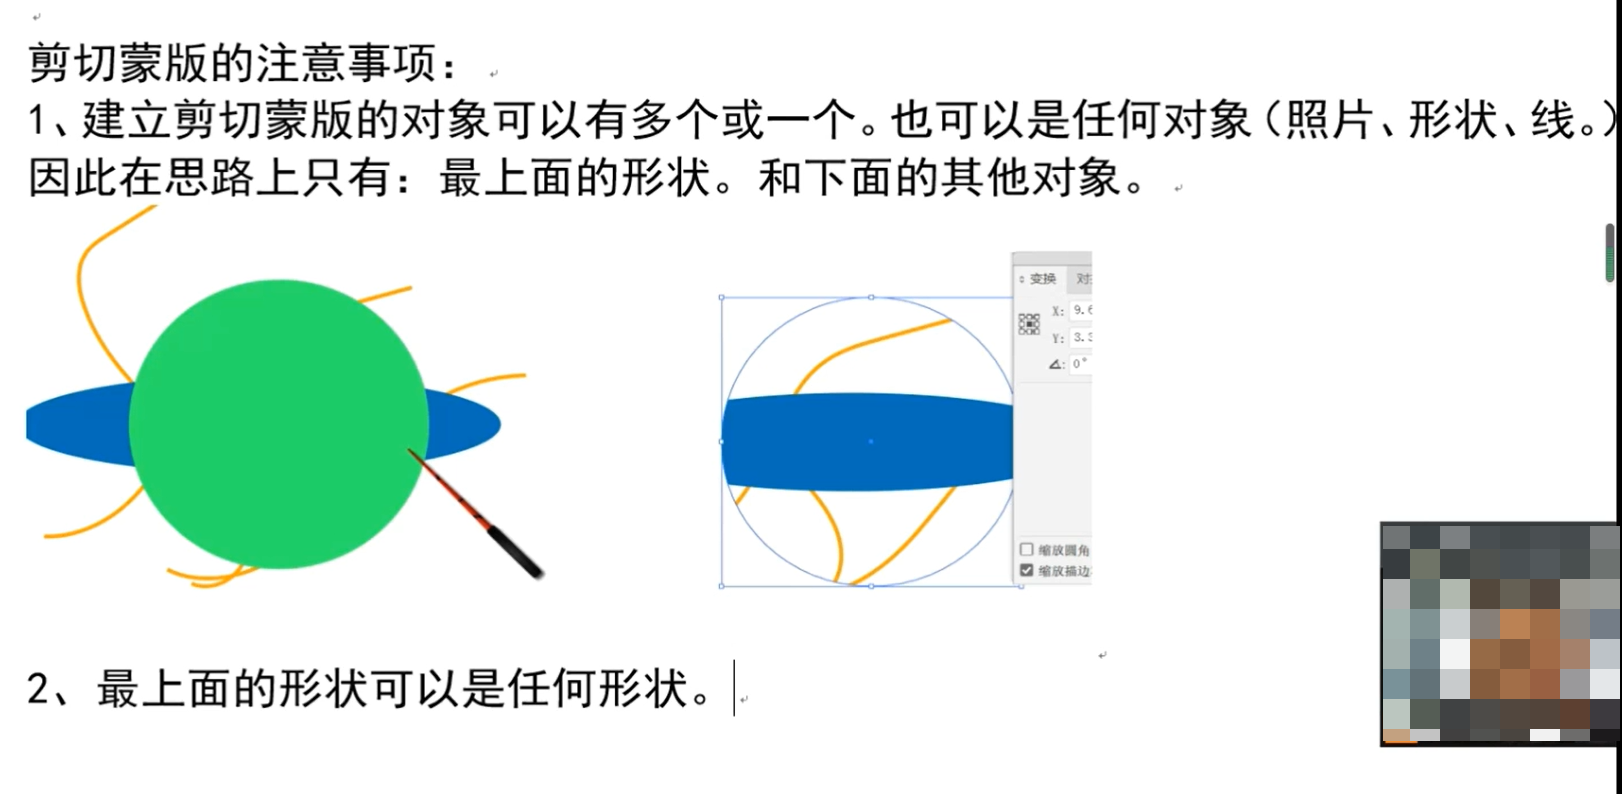 剪切蒙版的注意事项：
1、建立剪切蒙版的对象可以有多个或一个。也可以是任何对象（照片、形状、线。）
因此在思路上只有：最上面的形状。和下面的其他对象。
变换 对
X: 9.6
Y: 3.3
0°
缩放圆角
缩放描边
2、最上面的形状可以是任何形状。